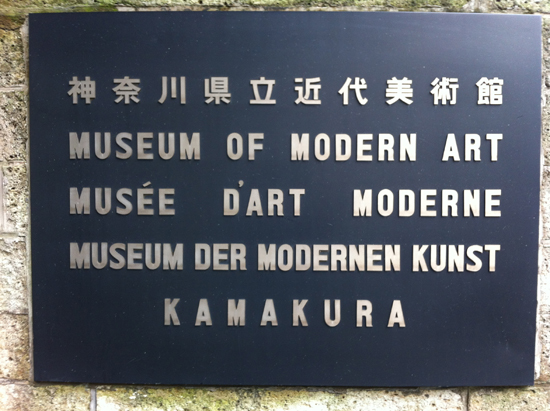 神奈川県立近代美術館
MUSEUM OF MODERN ART
MUSÉE D'ART MODERNE
MUSEUM DER MODERNEN KUNST
KAMAKURA